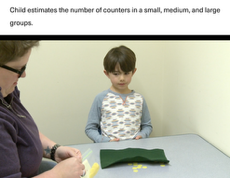 Child estimates the number of counters in a small, medium, and large
groups.